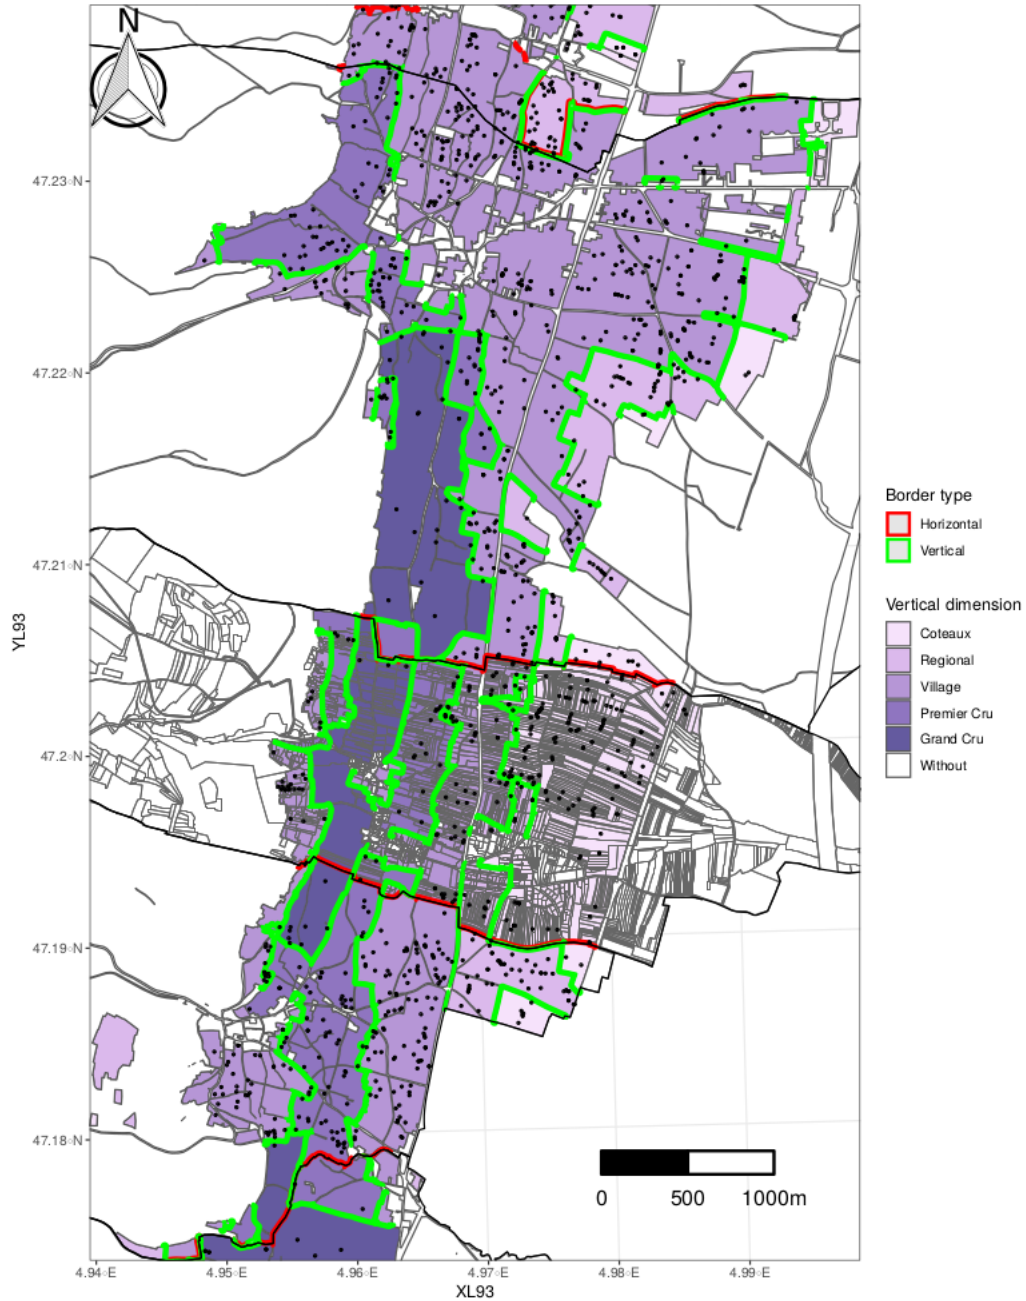 N
47.23◦N
47.22◦N
47.21◦N
47.2◦N
47.19◦N
47.18◦N
YL93
4.94◦E
4.95◦E
4.96◦E
4.97◦E
4.98◦E
4.99◦E
XL93
0
500
1000m
Border type
Horizontal
Vertical
Vertical dimension
Coteaux
Regional
Village
Premier Cru
Grand Cru
Without